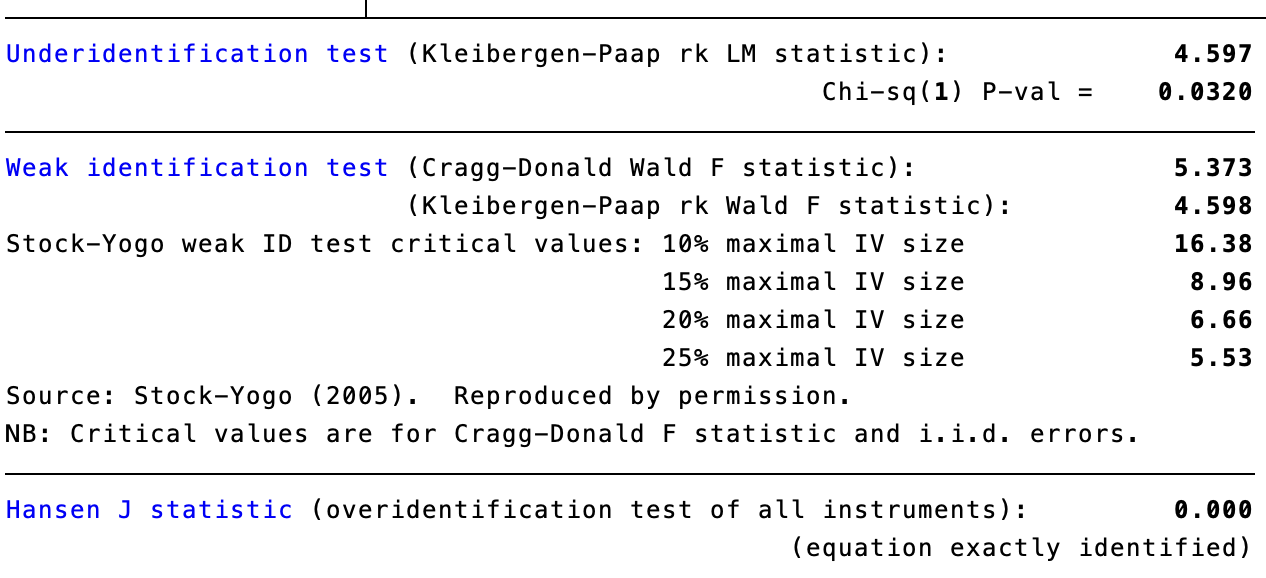 Underidentification test (Kleibergen-Paap rk LM statistic): 4.597
Chi-sq(1) P-val = 0.0320
Weak identification test (Cragg-Donald Wald F statistic): 5.373
(Kleibergen-Paap rk Wald F statistic): 4.598
Stock-Yogo weak ID test critical values: 10% maximal IV size 16.38
15% maximal IV size 8.96
20% maximal IV size 6.66
25% maximal IV size 5.53
Source: Stock-Yogo (2005). Reproduced by permission.
NB: Critical values are for Cragg-Donald F statistic and i.i.d. errors.
Hansen J statistic (overidentification test of all instruments): 0.000
(equation exactly identified)